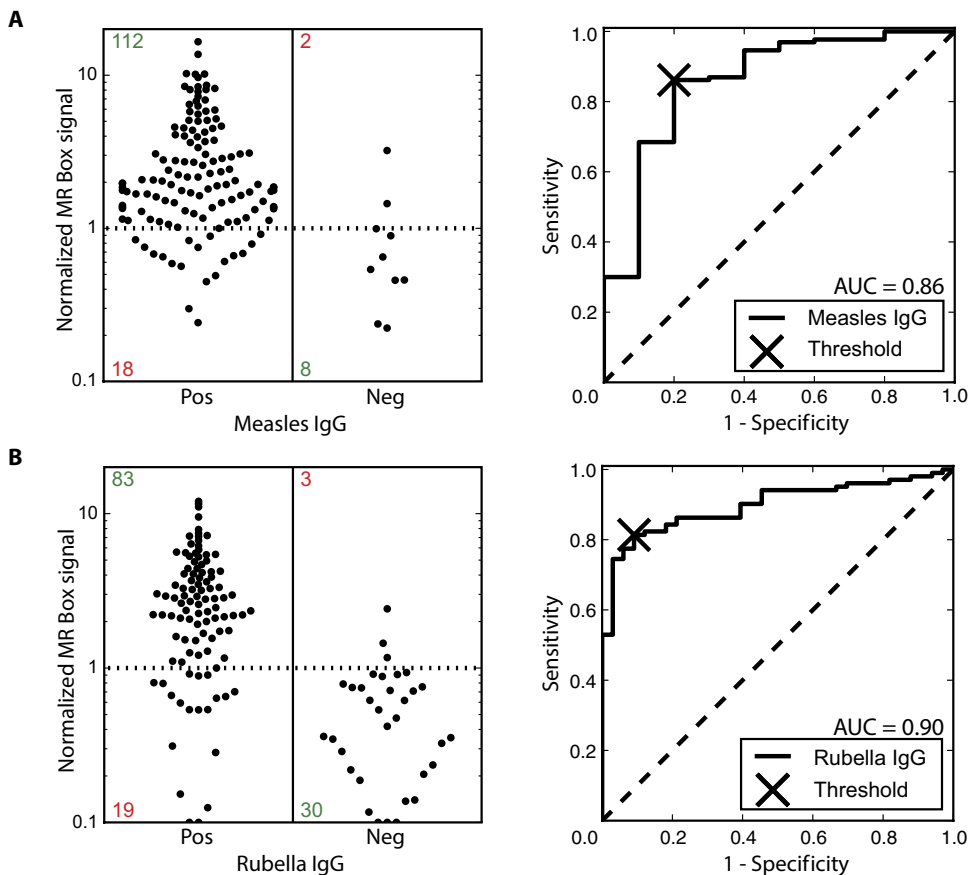 A
112
2
10
1
0.1
18
8
Pos
Neg
Normalized MR Box signal
Measles IgG
1.0
0.8
0.6
0.4
0.2
0.0
0.2
0.4
0.6
0.8
1.0
Sensitivity
1 - Specificity
AUC = 0.86
Measles IgG
Threshold
B
83
3
10
1
0.1
19
30
Pos
Neg
Normalized MR Box signal
Rubella IgG
1.0
0.8
0.6
0.4
0.2
0.0
0.2
0.4
0.6
0.8
1.0
Sensitivity
1 - Specificity
AUC = 0.90
Rubella IgG
Threshold